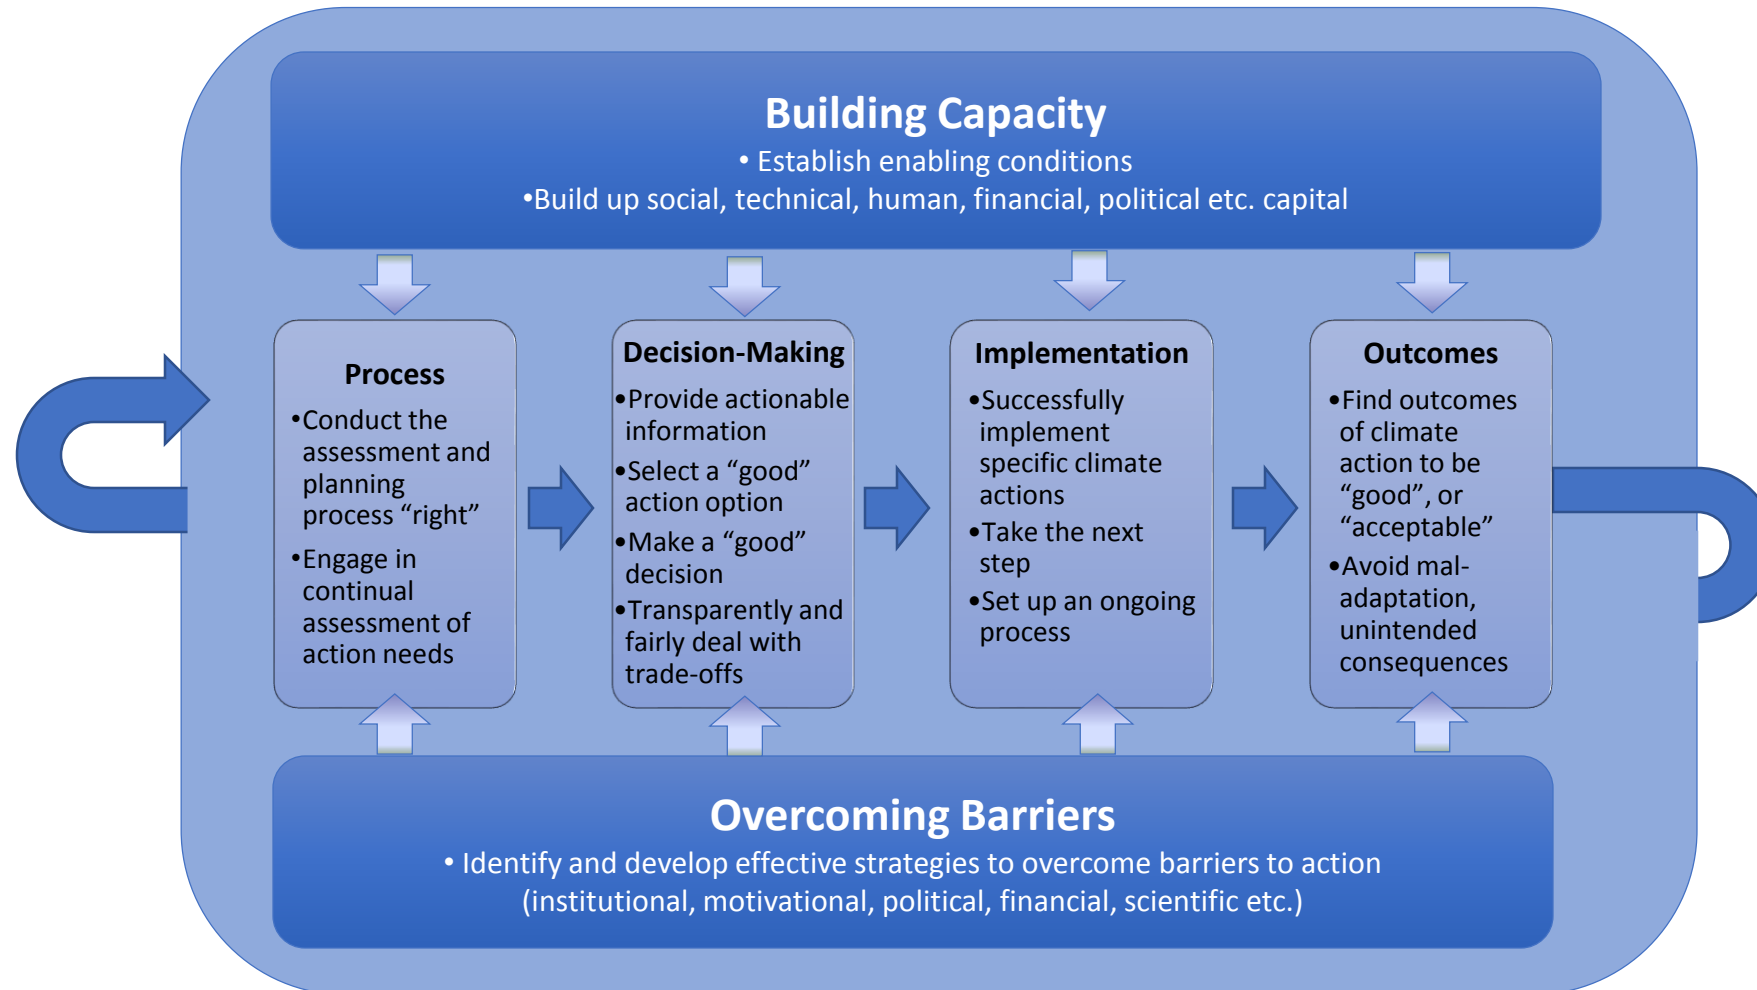 Building Capacity
• Establish enabling conditions
•Build up social, technical, human, financial, political etc. capital
Process
•Conduct the
assessment and
planning
process “right”
•Engage in
continual
assessment of
action needs
Decision-Making
•Provide actionable
information
•Select a “good”
action option
•Make a “good”
decision
•Transparently and
fairly deal with
trade-offs
Implementation
•Successfully
implement
specific climate
actions
•Take the next
step
•Set up an ongoing
process
Outcomes
•Find outcomes
of climate
action to be
“good”, or
“acceptable”
•Avoid mal-
adaptation,
unintended
consequences
Overcoming Barriers
• Identify and develop effective strategies to overcome barriers to action
(institutional, motivational, political, financial, scientific etc.)